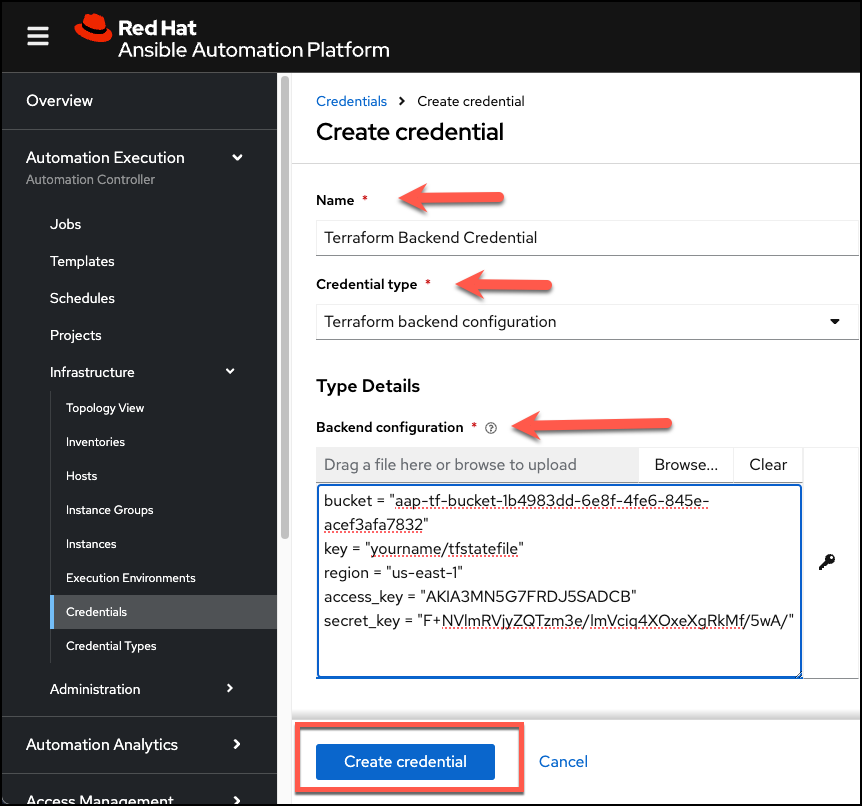 Red Hat
Ansible Automation Platform
Overview
Automation Execution
Automation Controller
Jobs
Templates
Schedules
Projects
Infrastructure
Topology View
Inventories
Hosts
Instance Groups
Instances
Execution Environments
Credentials
Credential Types
Administration
Automation Analytics
Access Management
Credentials > Create credential
Create credential
Name *
Terraform Backend Credential
Credential type *
Terraform backend configuration
Type Details
Backend configuration *
Drag a file here or browse to upload
Browse...
Clear
bucket = "aap-tf-bucket-1b4983dd-6e8f-4fe6-845e-
acef3afa7832"
key = "yourname/tfstatefile"
region = "us-east-1"
access_key = "AKIA3MN5G7FRDJ5SADCB"
secret_key = "F+NVlmRVjyZQTzm3e/lmVciq4XOxeXgRkMf/5wA/"
Create credential
Cancel